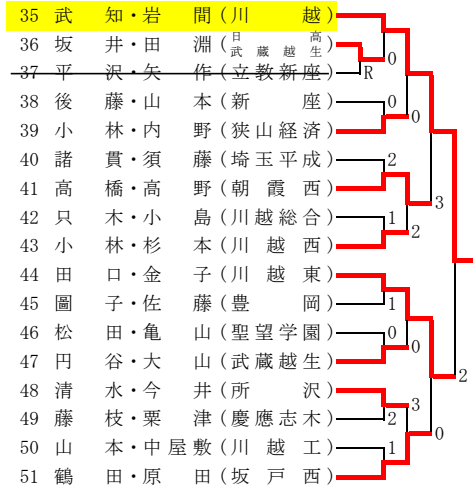 35 武 知・岩 間(川 越)
36 坂 井・田 淵(日高武蔵越生)
0
37 平 沢・矢 作(立教新座)
R
38 後 藤・山 本(新 座)
0
0
39 小 林・内 野(狭山経済)
40 諸 貫・須 藤(埼玉平成)
2
41 高 橋・高 野(朝 霞 西)
3
42 只 木・小 島(川越総合)
1
2
43 小 林・杉 本(川 越 西)
44 田 口・金 子(川 越 東)
45 圖 子・佐 藤(豊 岡)
1
46 松 田・亀 山(聖望学園)
0
0
47 円 谷・大 山(武蔵越生)
2
48 清 水・今 井(所 沢)
3
49 藤 枝・粟 津(慶應志木)
2
0
50 山 本・中屋敷(川 越 工)
1
51 鶴 田・原 田(坂 戸 西)